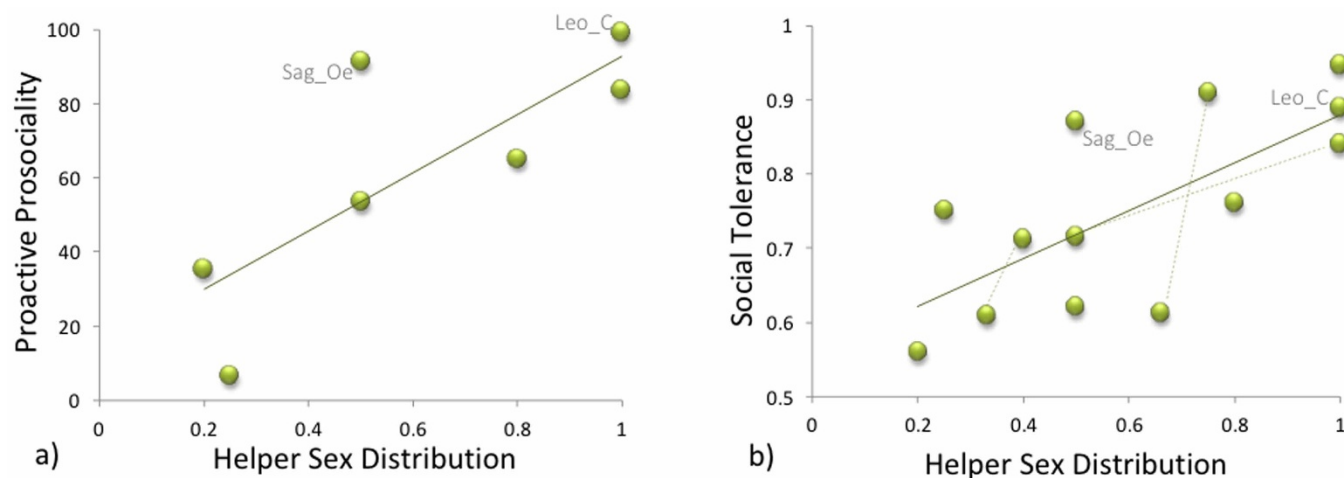 Proactive Prosociality
100
80
60
40
20
0
Leo_C
Sag_Oe
0 0.2 0.4 0.6 0.8 1
a) Helper Sex Distribution
Social Tolerance
1
0.9
0.8
0.7
0.6
0.5
Leo_C
Sag_Oe
0 0.2 0.4 0.6 0.8 1
b) Helper Sex Distribution